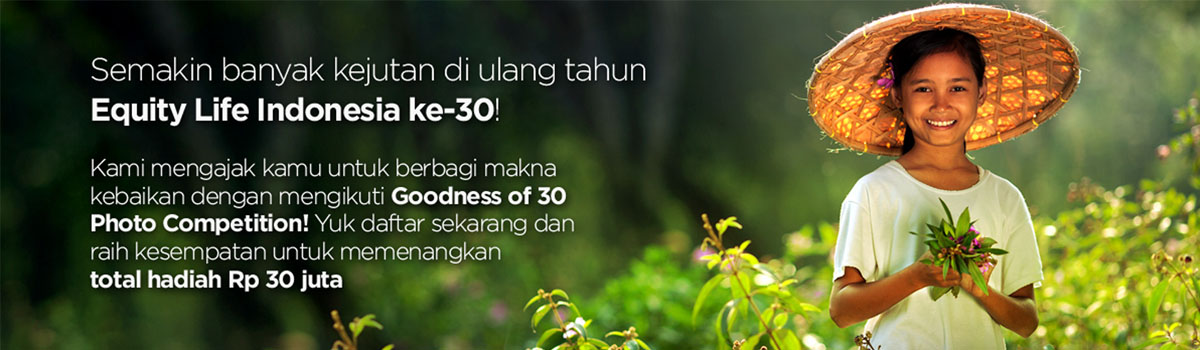 Semakin banyak kejutan di ulang tahun
Equity Life Indonesia ke-30!
Kami mengajak kamu untuk berbagi makna
kebaikan dengan mengikuti Goodness of 30
Photo Competition! Yuk daftar sekarang dan
raih kesempatan untuk memenangkan
total hadiah Rp 30 juta